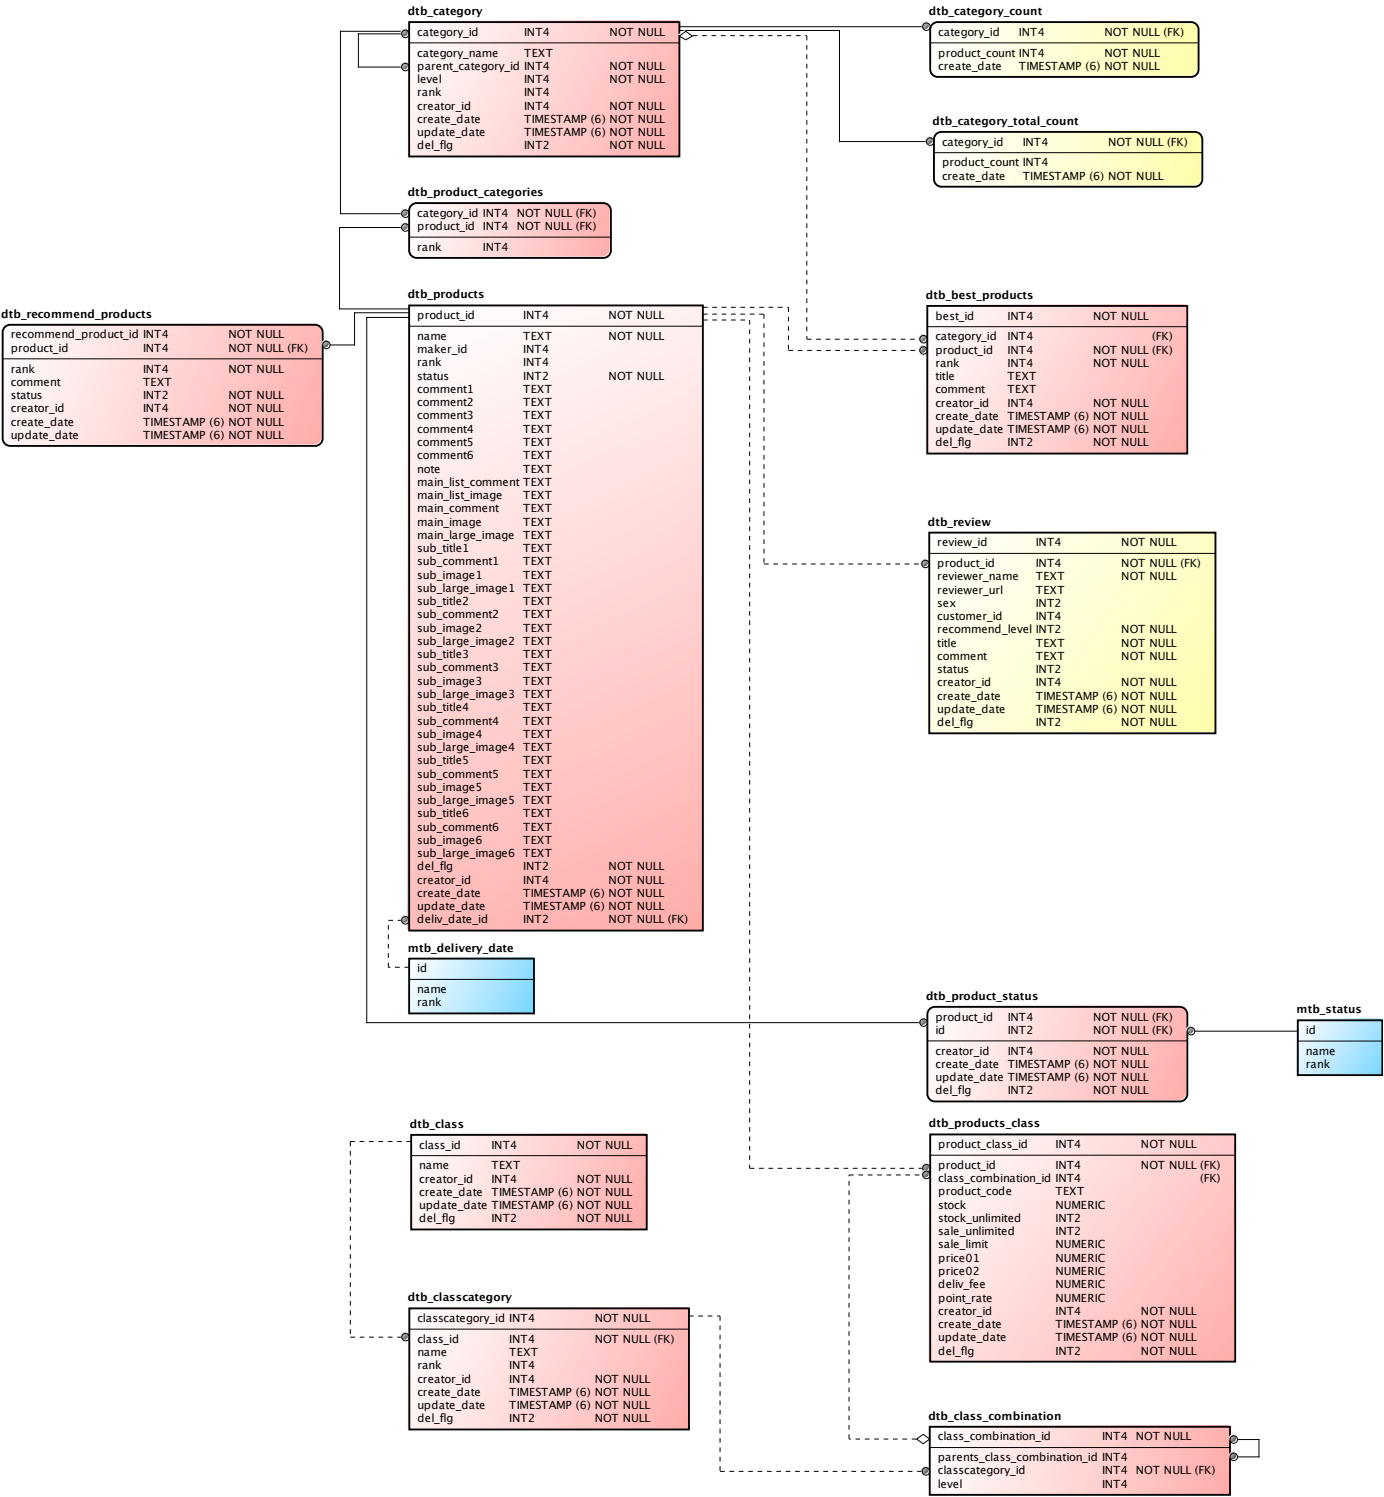 dtb_category
category_id INT4 NOT NULL
category_name TEXT
parent_category_id INT4 NOT NULL
level INT4 NOT NULL
rank INT4
creator_id INT4 NOT NULL
create_date TIMESTAMP (6) NOT NULL
update_date TIMESTAMP (6) NOT NULL
del_flg INT2 NOT NULL
dtb_category_count
category_id INT4 NOT NULL (FK)
product_count INT4 NOT NULL
create_date TIMESTAMP (6) NOT NULL
dtb_category_total_count
category_id INT4 NOT NULL (FK)
product_count INT4
create_date TIMESTAMP (6) NOT NULL
dtb_product_categories
category_id INT4 NOT NULL (FK)
product_id INT4 NOT NULL (FK)
rank INT4
dtb_recommend_products
recommend_product_id INT4 NOT NULL
product_id INT4 NOT NULL (FK)
rank INT4 NOT NULL
comment TEXT
status INT2 NOT NULL
creator_id INT4 NOT NULL
create_date TIMESTAMP (6) NOT NULL
update_date TIMESTAMP (6) NOT NULL
dtb_products
product_id INT4 NOT NULL
name TEXT NOT NULL
maker_id INT4
rank INT4
status INT2 NOT NULL
comment1 TEXT
comment2 TEXT
comment3 TEXT
comment4 TEXT
comment5 TEXT
comment6 TEXT
note TEXT
main_list_comment TEXT
main_list_image TEXT
main_comment TEXT
main_image TEXT
main_large_image TEXT
sub_title1 TEXT
sub_comment1 TEXT
sub_image1 TEXT
sub_large_image1 TEXT
sub_title2 TEXT
sub_comment2 TEXT
sub_image2 TEXT
sub_large_image2 TEXT
sub_title3 TEXT
sub_comment3 TEXT
sub_image3 TEXT
sub_large_image3 TEXT
sub_title4 TEXT
sub_comment4 TEXT
sub_image4 TEXT
sub_large_image4 TEXT
sub_title5 TEXT
sub_comment5 TEXT
sub_image5 TEXT
sub_large_image5 TEXT
sub_title6 TEXT
sub_comment6 TEXT
sub_image6 TEXT
sub_large_image6 TEXT
del_flg INT2 NOT NULL
creator_id INT4 NOT NULL
create_date TIMESTAMP (6) NOT NULL
update_date TIMESTAMP (6) NOT NULL
deliv_date_id INT2 NOT NULL (FK)
dtb_best_products
best_id INT4 NOT NULL
category_id INT4 (FK)
product_id INT4 NOT NULL (FK)
rank INT4 NOT NULL
title TEXT
comment TEXT
creator_id INT4 NOT NULL
create_date TIMESTAMP (6) NOT NULL
update_date TIMESTAMP (6) NOT NULL
del_flg INT2 NOT NULL
dtb_review
review_id INT4 NOT NULL
product_id INT4 NOT NULL (FK)
reviewer_name TEXT NOT NULL
reviewer_url TEXT
sex INT2
customer_id INT4
recommend_level INT2 NOT NULL
title TEXT NOT NULL
comment TEXT NOT NULL
status INT2
creator_id INT4 NOT NULL
create_date TIMESTAMP (6) NOT NULL
update_date TIMESTAMP (6) NOT NULL
del_flg INT2 NOT NULL
mtb_delivery_date
id
name
rank
dtb_product_status
product_id INT4 NOT NULL (FK)
id INT2 NOT NULL (FK)
creator_id INT4 NOT NULL
create_date TIMESTAMP (6) NOT NULL
update_date TIMESTAMP (6) NOT NULL
del_flg INT2 NOT NULL
mtb_status
id
name
rank
dtb_class
class_id INT4 NOT NULL
name TEXT
creator_id INT4 NOT NULL
create_date TIMESTAMP (6) NOT NULL
update_date TIMESTAMP (6) NOT NULL
del_flg INT2 NOT NULL
dtb_products_class
product_class_id INT4 NOT NULL
product_id INT4 NOT NULL (FK)
class_combination_id INT4 (FK)
product_code TEXT
stock NUMERIC
stock_unlimited INT2
sale_unlimited INT2
sale_limit NUMERIC
price01 NUMERIC
price02 NUMERIC
deliv_fee NUMERIC
point_rate NUMERIC
creator_id INT4 NOT NULL
create_date TIMESTAMP (6) NOT NULL
update_date TIMESTAMP (6) NOT NULL
del_flg INT2 NOT NULL
dtb_classcategory
classcategory_id INT4 NOT NULL
class_id INT4 NOT NULL (FK)
name TEXT
rank INT4
creator_id INT4 NOT NULL
create_date TIMESTAMP (6) NOT NULL
update_date TIMESTAMP (6) NOT NULL
del_flg INT2 NOT NULL
dtb_class_combination
class_combination_id INT4 NOT NULL
parents_class_combination_id INT4
classcategory_id INT4 NOT NULL (FK)
level INT4